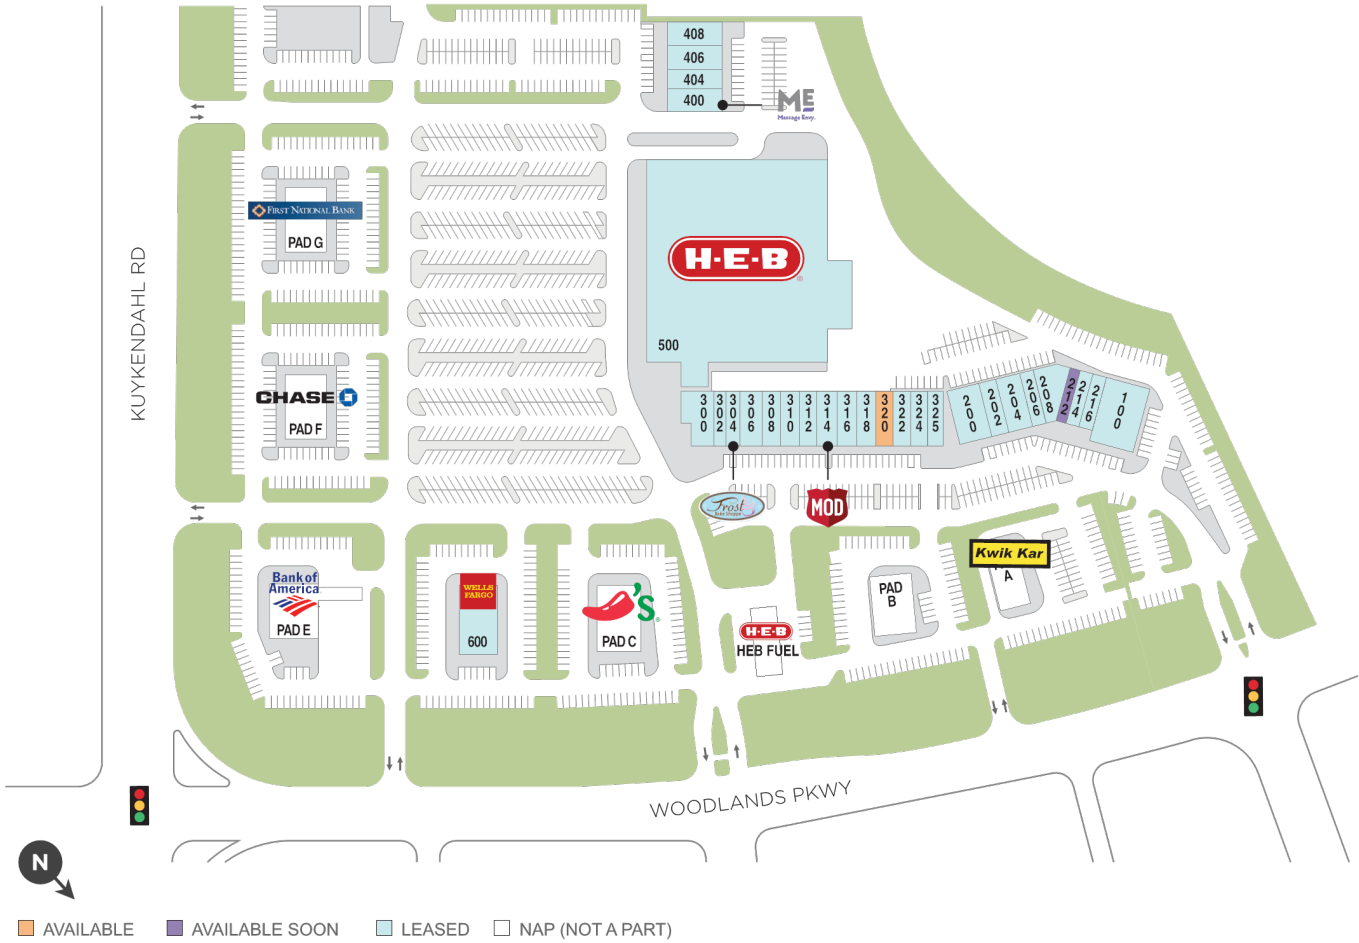 408
406
404
400
ME
Massage Envy.
FIRST NATIONAL BANK
PAD G
H-E-B
500
KUYKENDAHL RD
CHASE
PAD F
300
302
304
306
308
310
312
314
316
318
320
322
324
325
200
202
204
206
208
212
214
216
100
Frost
Bake Shoppe
MOD
Kwik Kar
A
Bank of
America
PAD E
WELLS
FARGO
600
'S
PAD C
PAD
B
H-E-B
HEB FUEL
WOODLANDS PKWY
N
AVAILABLE
AVAILABLE SOON
LEASED
NAP (NOT A PART)